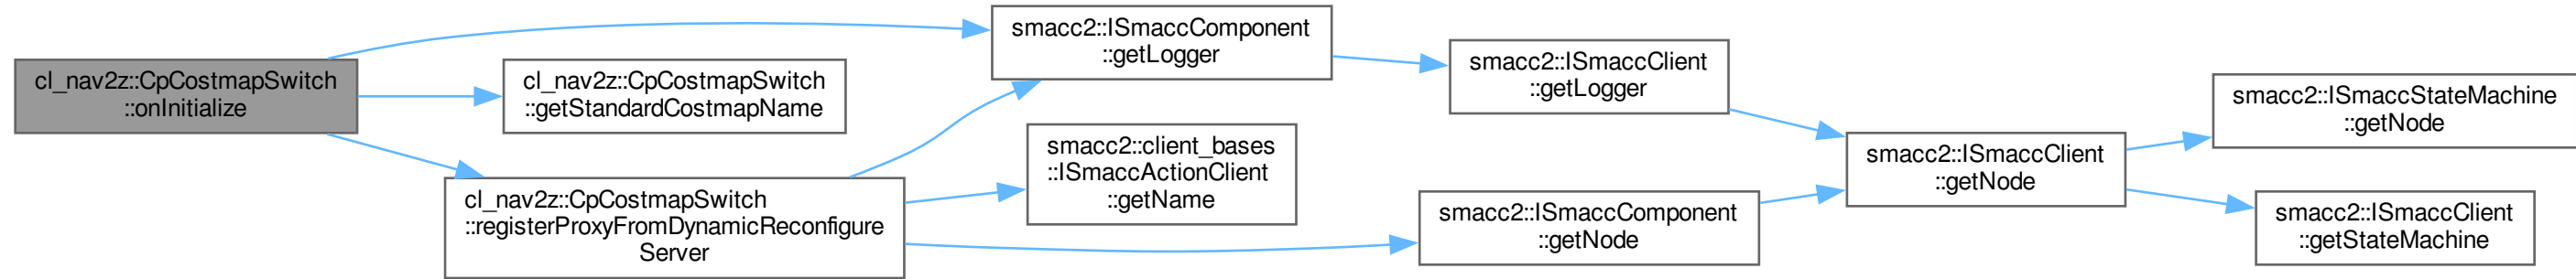 cl_nav2z::CpCostmapSwitch
::onInitialize
cl_nav2z::CpCostmapSwitch
::getStandardCostmapName
cl_nav2z::CpCostmapSwitch
::registerProxyFromDynamicReconfigure
Server
smacc2::ISmaccComponent
::getLogger
smacc2::client_bases
::ISmaccActionClient
::getName
smacc2::ISmaccClient
::getLogger
smacc2::ISmaccComponent
::getNode
smacc2::ISmaccClient
::getNode
smacc2::ISmaccStateMachine
::getNode
smacc2::ISmaccClient
::getStateMachine